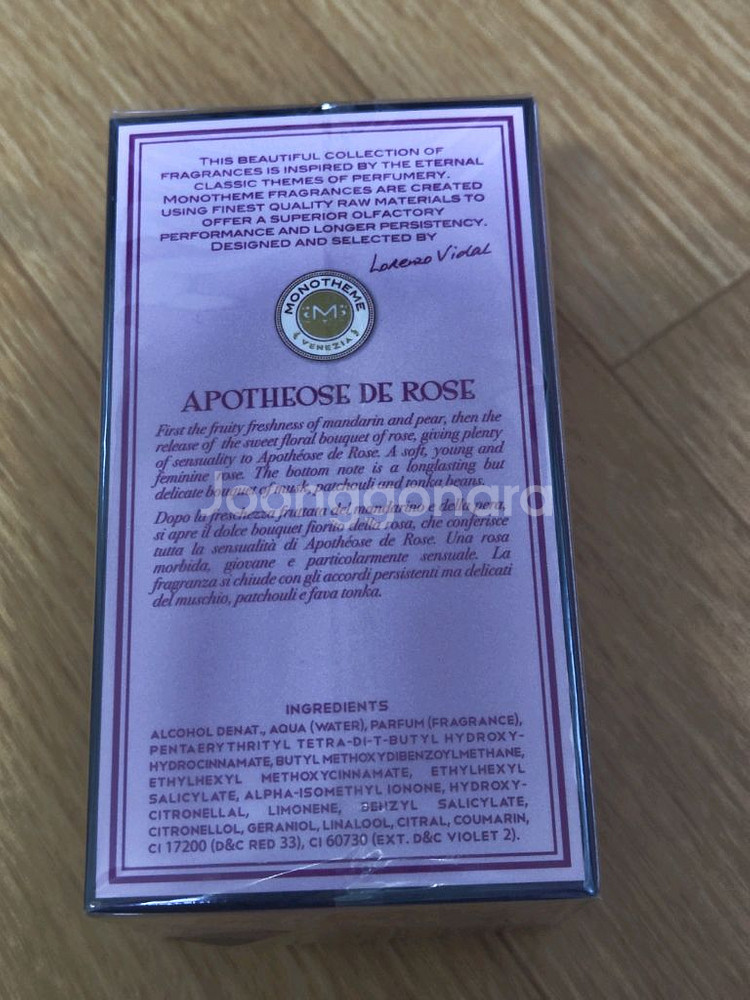 THIS BEAUTIFUL COLLECTION OF
FRAGRANCES IS INSPIRED BY THE ETERNAL
CLASSIC THEMES OF PERFUMERY.
MONOTHEME FRAGRANCES ARE CREATED
USING FINEST QUALITY RAW MATERIALS TO
OFFER A SUPERIOR OLFACTORY
PERFORMANCE AND LONGER PERSISTENCY.
DESIGNED AND SELECTED BY
Lorenzo Vidal
MONOTHEME
M
VENEZIA
APOTHEOSE DE ROSE
First the fruity freshness of mandarin and pear, then the
release of the sweet floral bouquet of rose, giving plenty
of sensuality to Apothéose de Rose. A soft, young and
feminine rose. The bottom note is a longlasting but
delicate bouquet of musk, patchouli and tonka beans.
Joonggonara
Dopo la freschezza fruttata del mandarino e della pera,
si apre il dolce bouquet fiorito della rosa, che conferisce
tutta la sensualità di Apothéose de Rose. Una rosa
morbida, giovane e particolarmente sensuale. La
fragranza si chiude con gli accordi persistenti ma delicati
del muschio, patchouli e fava tonka.
INGREDIENTS
ALCOHOL DENAT., AQUA (WATER), PARFUM (FRAGRANCE),
PENTAERYTHRITYL TETRA-DI-T-BUTYL HYDROXY-
HYDROCINNAMATE, BUTYL METHOXYDIBENZOYLMETHANE,
ETHYLHEXYL METHOXYCINNAMATE, ETHYLHEXYL
SALICYLATE, ALPHA-ISOMETHYL IONONE, HYDROXY-
CITRONELLAL, LIMONENE, BENZYL SALICYLATE,
CITRONELLOL, GERANIOL, LINALOOL, CITRAL, COUMARIN,
CI 17200 (D&C RED 33), CI 60730 (EXT. D&C VIOLET 2).